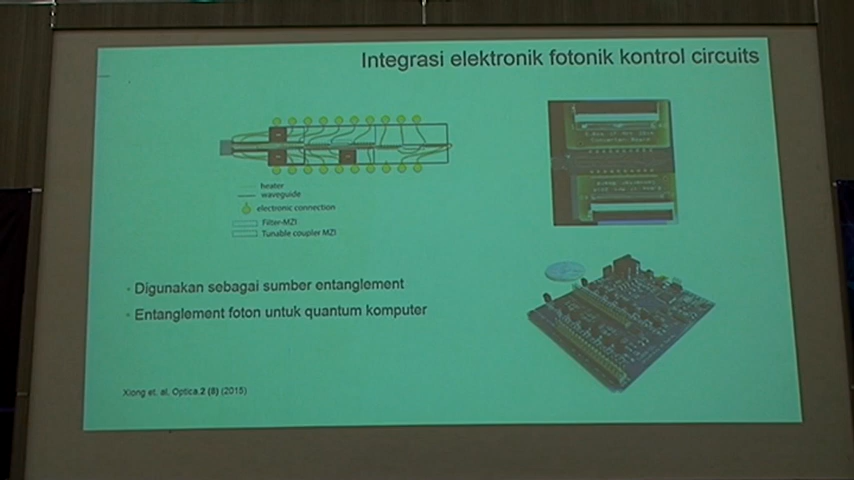 Integrasi elektronik fotonik kontrol circuits
heater
waveguide
electronic connection
Filter-MZI
Tunable coupler MZI
Digunakan sebagai sumber entanglement
Entanglement foton untuk quantum komputer
Xiong et. al. Optica.2 (8) (2015)